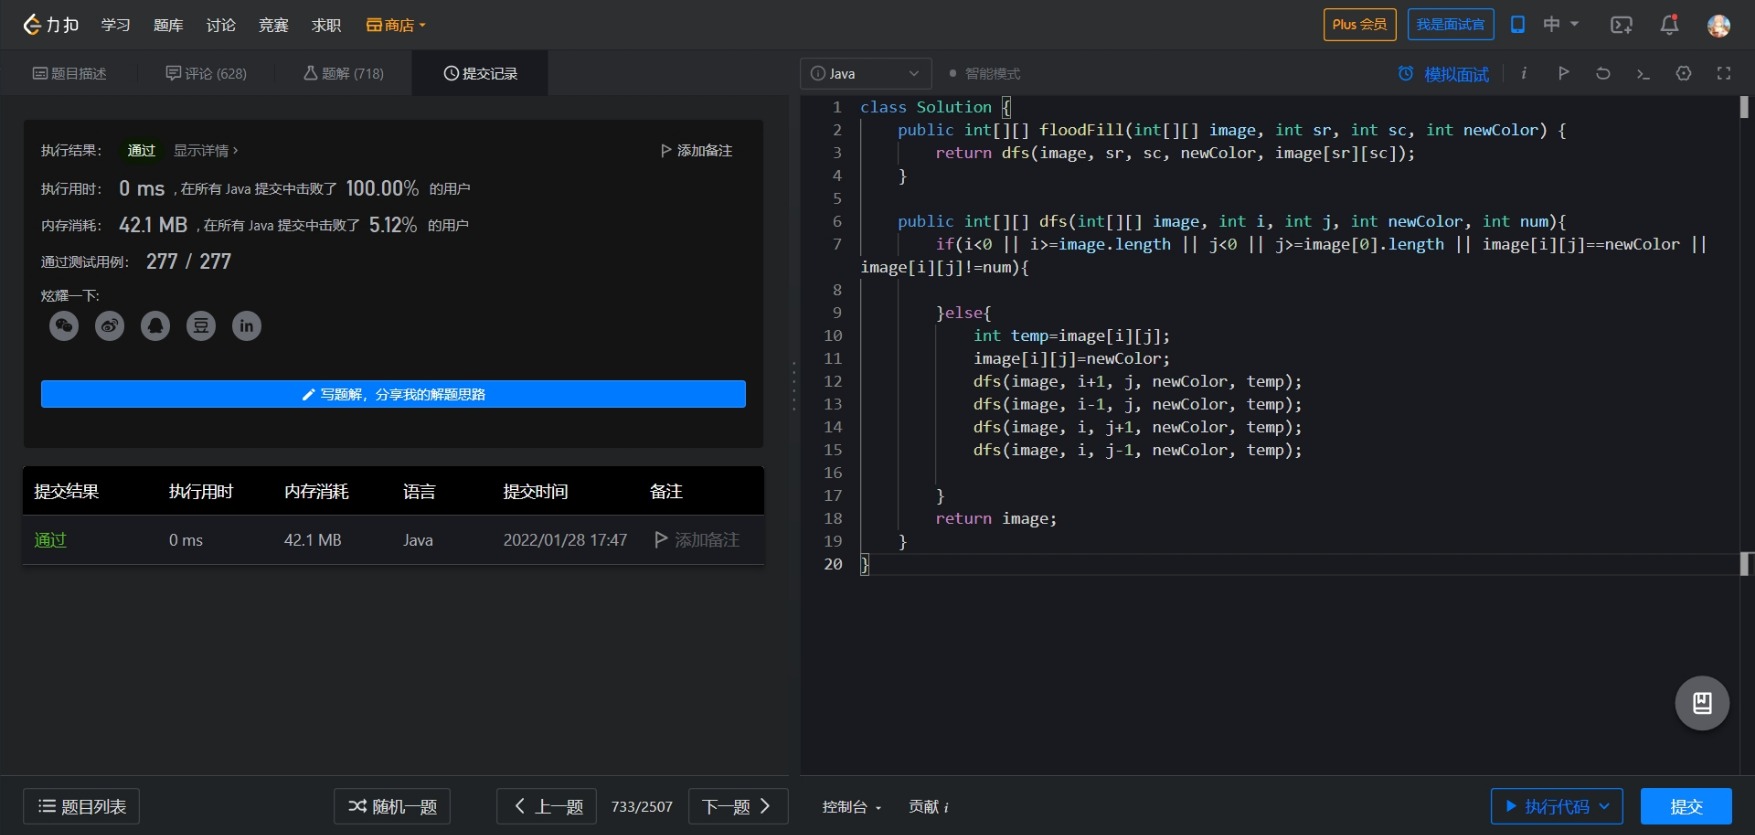 力扣 学习 题库 讨论 竞赛 求职 商店 Plus 会员 我是面试官 中
题目描述 评论 (628) 题解 (718) 提交记录
执行结果： 通过 显示详情 › 添加备注
执行用时： 0 ms , 在所有 Java 提交中击败了 100.00% 的用户
内存消耗： 42.1 MB , 在所有 Java 提交中击败了 5.12% 的用户
通过测试用例： 277 / 277
炫耀一下:
豆 in
写题解，分享我的解题思路
提交结果 执行用时 内存消耗 语言 提交时间 备注
通过 0 ms 42.1 MB Java 2022/01/28 17:47 添加备注
题目列表 随机一题 上一题 733/2507 下一题
Java 智能模式 模拟面试 i
1 class Solution {
2     public int[][] floodFill(int[][] image, int sr, int sc, int newColor) {
3         return dfs(image, sr, sc, newColor, image[sr][sc]);
4     }
5
6     public int[][] dfs(int[][] image, int i, int j, int newColor, int num){
7         if(i<0 || i>=image.length || j<0 || j>=image[0].length || image[i][j]==newColor ||
image[i][j]!=num){
8
9         }else{
10             int temp=image[i][j];
11             image[i][j]=newColor;
12             dfs(image, i+1, j, newColor, temp);
13             dfs(image, i-1, j, newColor, temp);
14             dfs(image, i, j+1, newColor, temp);
15             dfs(image, i, j-1, newColor, temp);
16
17         }
18         return image;
19     }
20 }
控制台 贡献 i 执行代码 提交